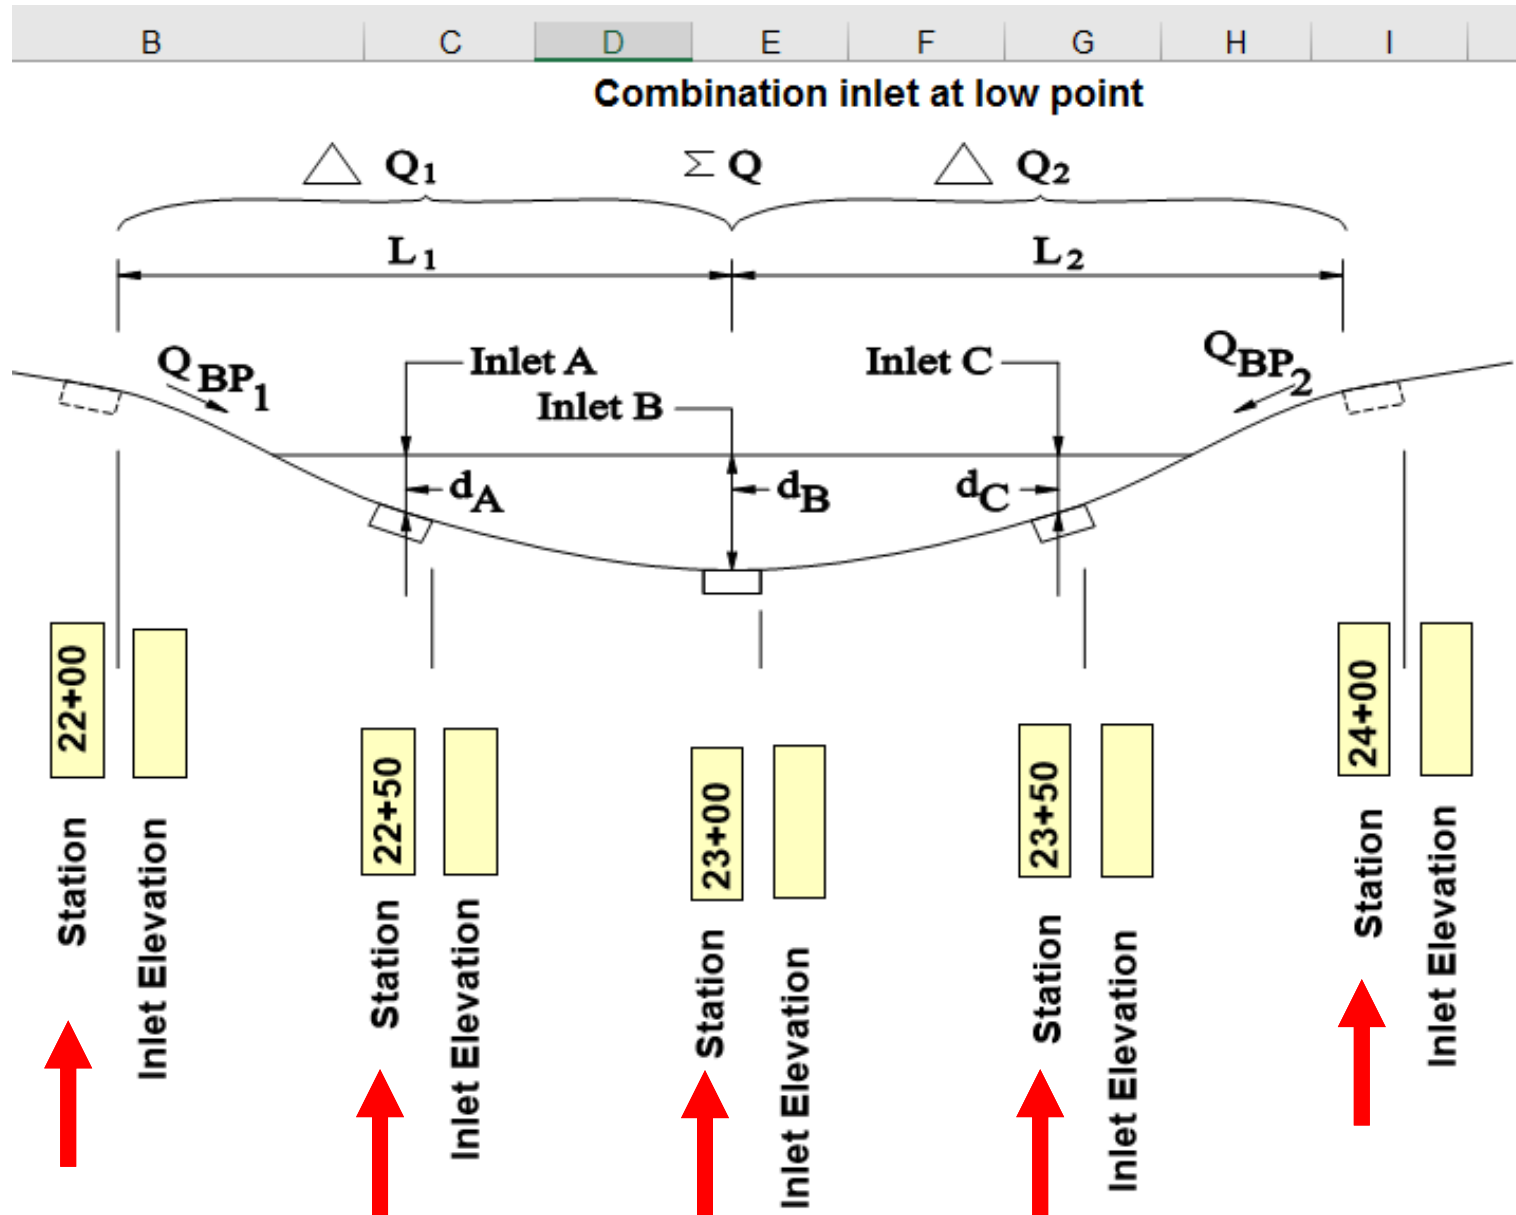 B C D E F G H I
Combination inlet at low point
△ Q1 Σ Q △ Q2
L1 L2
QBP1 Inlet A Inlet C QBP2
Inlet B
dA dB dC
22+00
22+50
23+00
23+50
24+00
Station Inlet Elevation
Station Inlet Elevation
Station Inlet Elevation
Station Inlet Elevation
Station Inlet Elevation